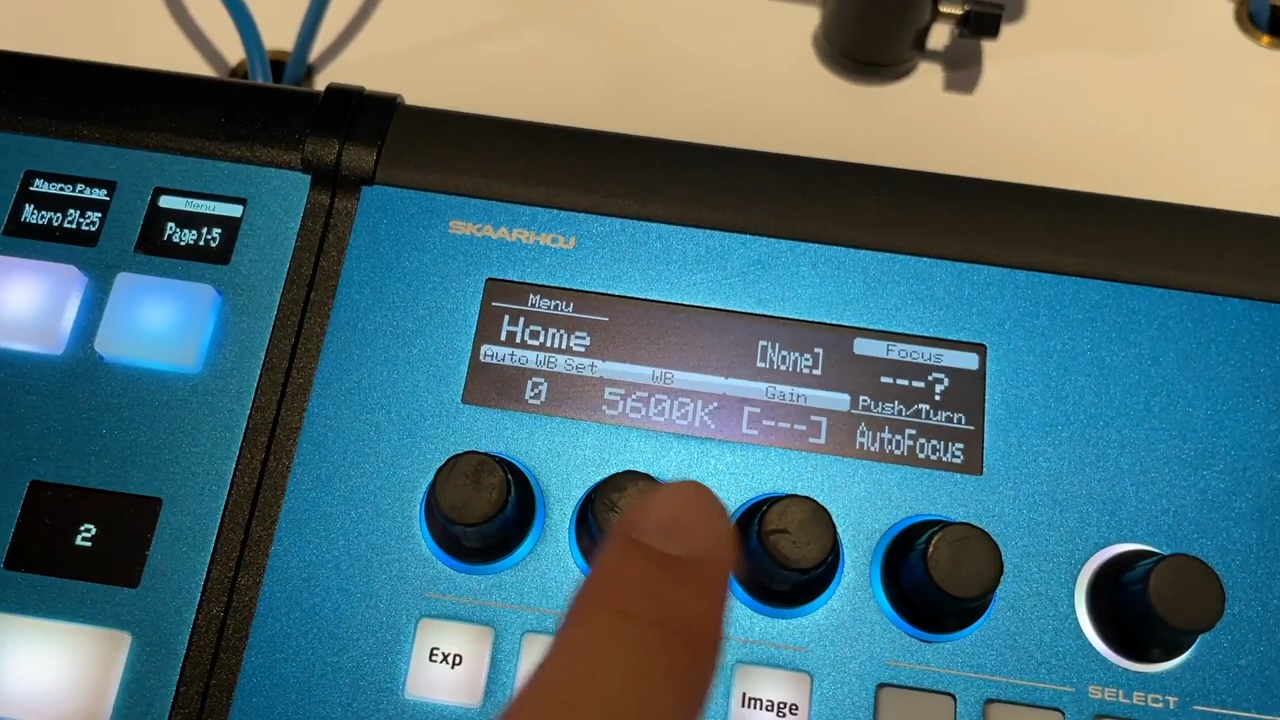 Macro Page
Macro 21-25
Menu
Page 1-5
2
SKAARHOJ
Menu
Home
[None]
Focus
---?
Auto WB Set
WB
Gain
0
5600K
[---]
Push/Turn
AutoFocus
Exp
Image
SELECT